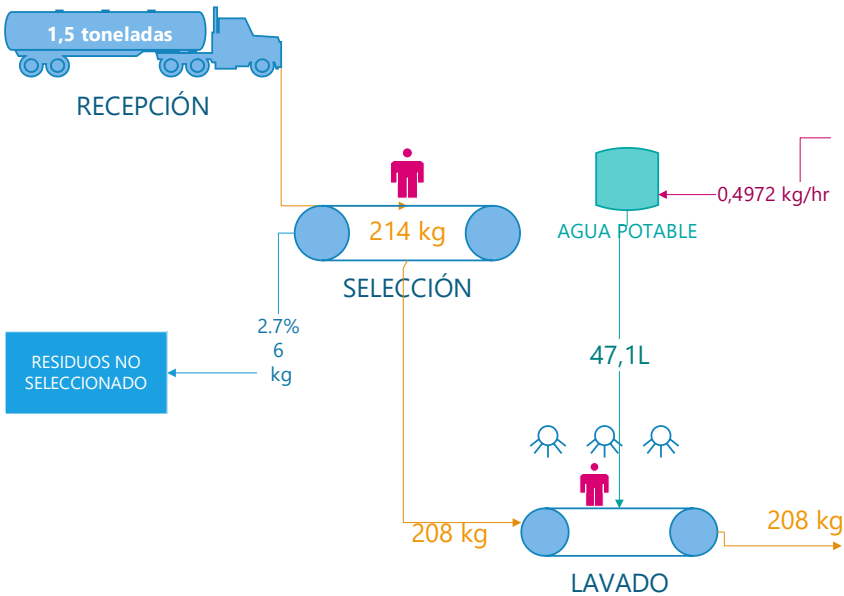 1,5 toneladas
RECEPCIÓN
214 kg
SELECCIÓN
2.7%
6
kg
RESIDUOS NO
SELECCIONADO
0,4972 kg/hr
AGUA POTABLE
47,1L
208 kg
208 kg
LAVADO